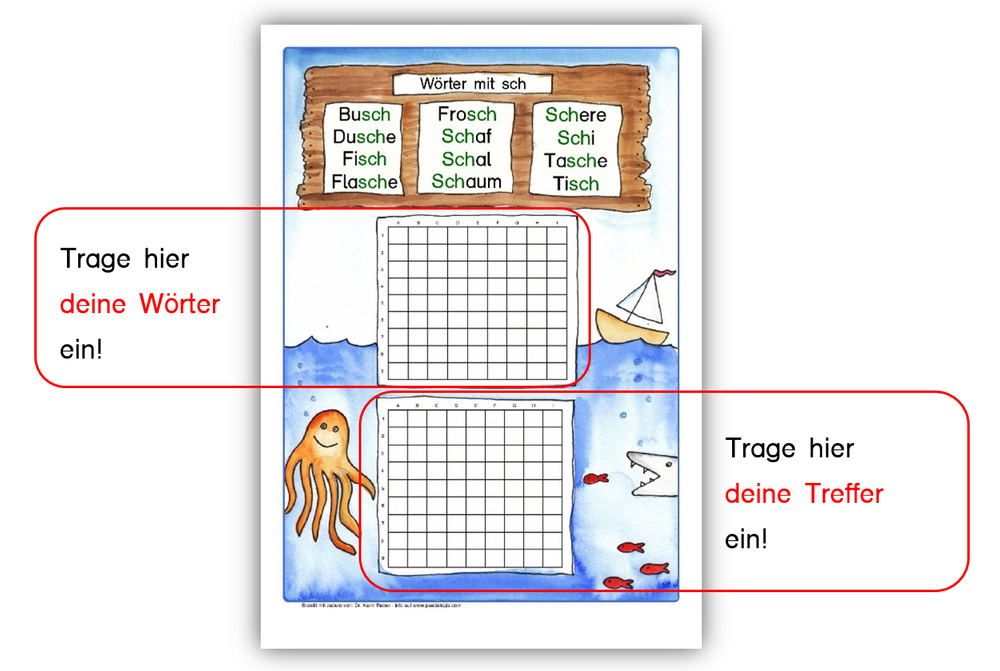 Wörter mit sch
Busch
Dusche
Fisch
Flasche
Frosch
Schaf
Schal
Schaum
Schere
Schi
Tasche
Tisch
Trage hier
deine Wörter
ein!
A B C D E F G H I
1
2
3
4
5
6
7
8
9
A B C D E F G H I
1
2
3
4
5
6
7
8
9
Trage hier
deine Treffer
ein!
Erstellt mit zabulo von: Dr. Karin Reber - Info auf www.paedalogis.com